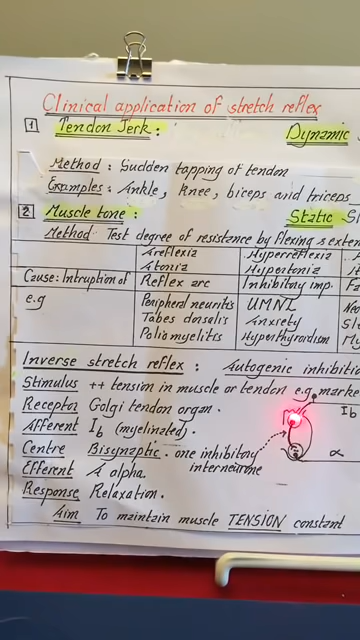 Clinical application of stretch reflex
1 Tendon Jerk: Dynamic
Method: Sudden tapping of tendon
Examples: Ankle, knee, biceps and triceps
2 Muscle tone: Static
Method Test degree of resistance by flexing &
Areflexia Hyperreflexia
Atonia Hypertonia
Cause: Intruption of Reflex arc Inhibitory imp.
e.g Peripheral neuritis UMNL
Tabes dorsalis Anxiety
Poliomyelitis Hyperthyroidism
Inverse stretch reflex: Autogenic
Stimulus ++ tension in muscle or tendon e.g
Receptor Golgi tendon organ. Ib
Afferent Ib (myelinated).
Centre Bisynaptic. one inhibitory
interneurone
Efferent A alpha. α
Response Relaxation.
Aim To maintain muscle TENSION constant